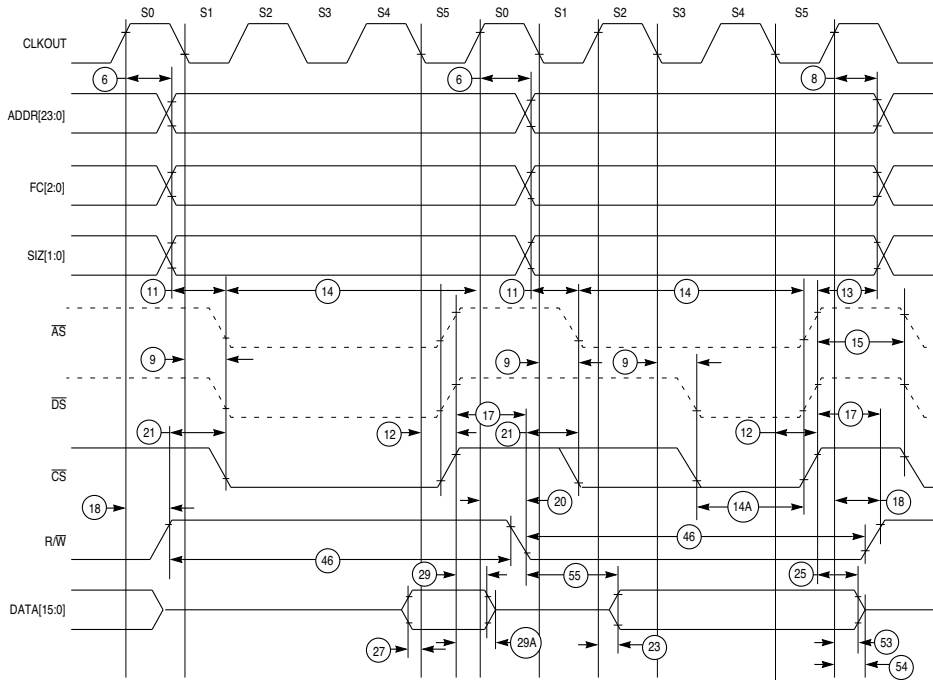 S0 S1 S2 S3 S4 S5 S0 S1 S2 S3 S4 S5
CLKOUT
6 6 8
ADDR[23:0]
FC[2:0]
SIZ[1:0]
11 14 11 14 13
AS
9 9 9 15
DS
21 12 17 21 12 17
CS
18 20 14A 18
R/W
46 46
29 55 25
DATA[15:0]
27 29A 23 53
54